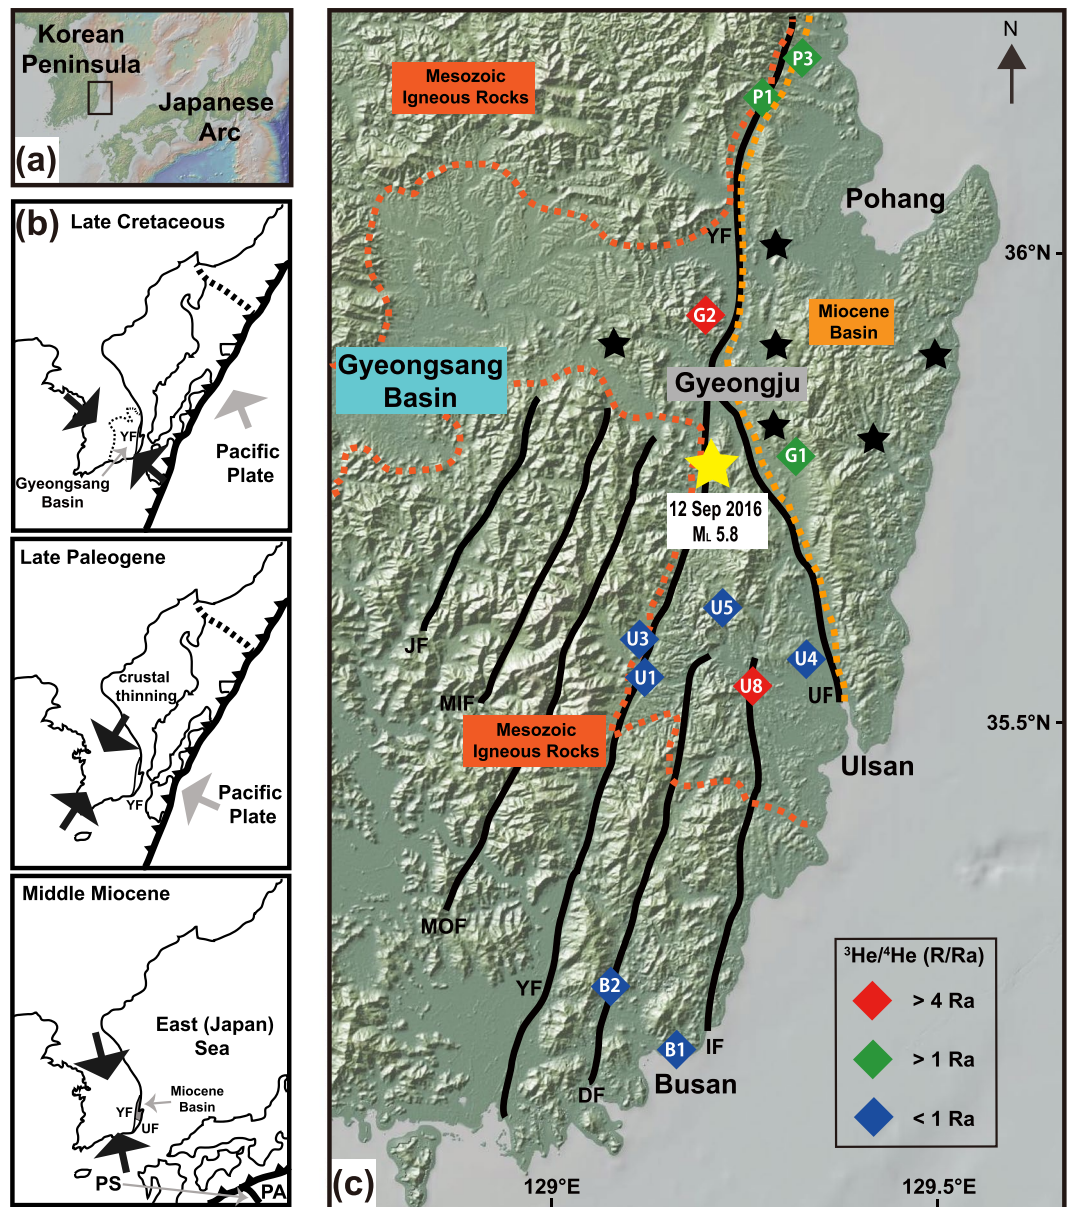 Korean
Peninsula
Japanese
Arc
(a)
(b)
Late Cretaceous
YF
Gyeongsang
Basin
Pacific
Plate
Late Paleogene
crustal
thinning
YF
Pacific
Plate
Middle Miocene
East (Japan)
Sea
Miocene
Basin
YF
UF
PS
PA
Mesozoic
Igneous Rocks
P3
P1
N
Pohang
YF
36°N
G2
Miocene
Basin
Gyeongsang
Basin
Gyeongju
G1
12 Sep 2016
ML 5.8
U5
U3
JF
U4
U1
U8
MIF
UF
35.5°N
Mesozoic
Igneous Rocks
Ulsan
MOF
YF
B2
B1
IF
Busan
DF
³He/⁴He (R/Ra)
> 4 Ra
> 1 Ra
< 1 Ra
(c)
129°E
129.5°E